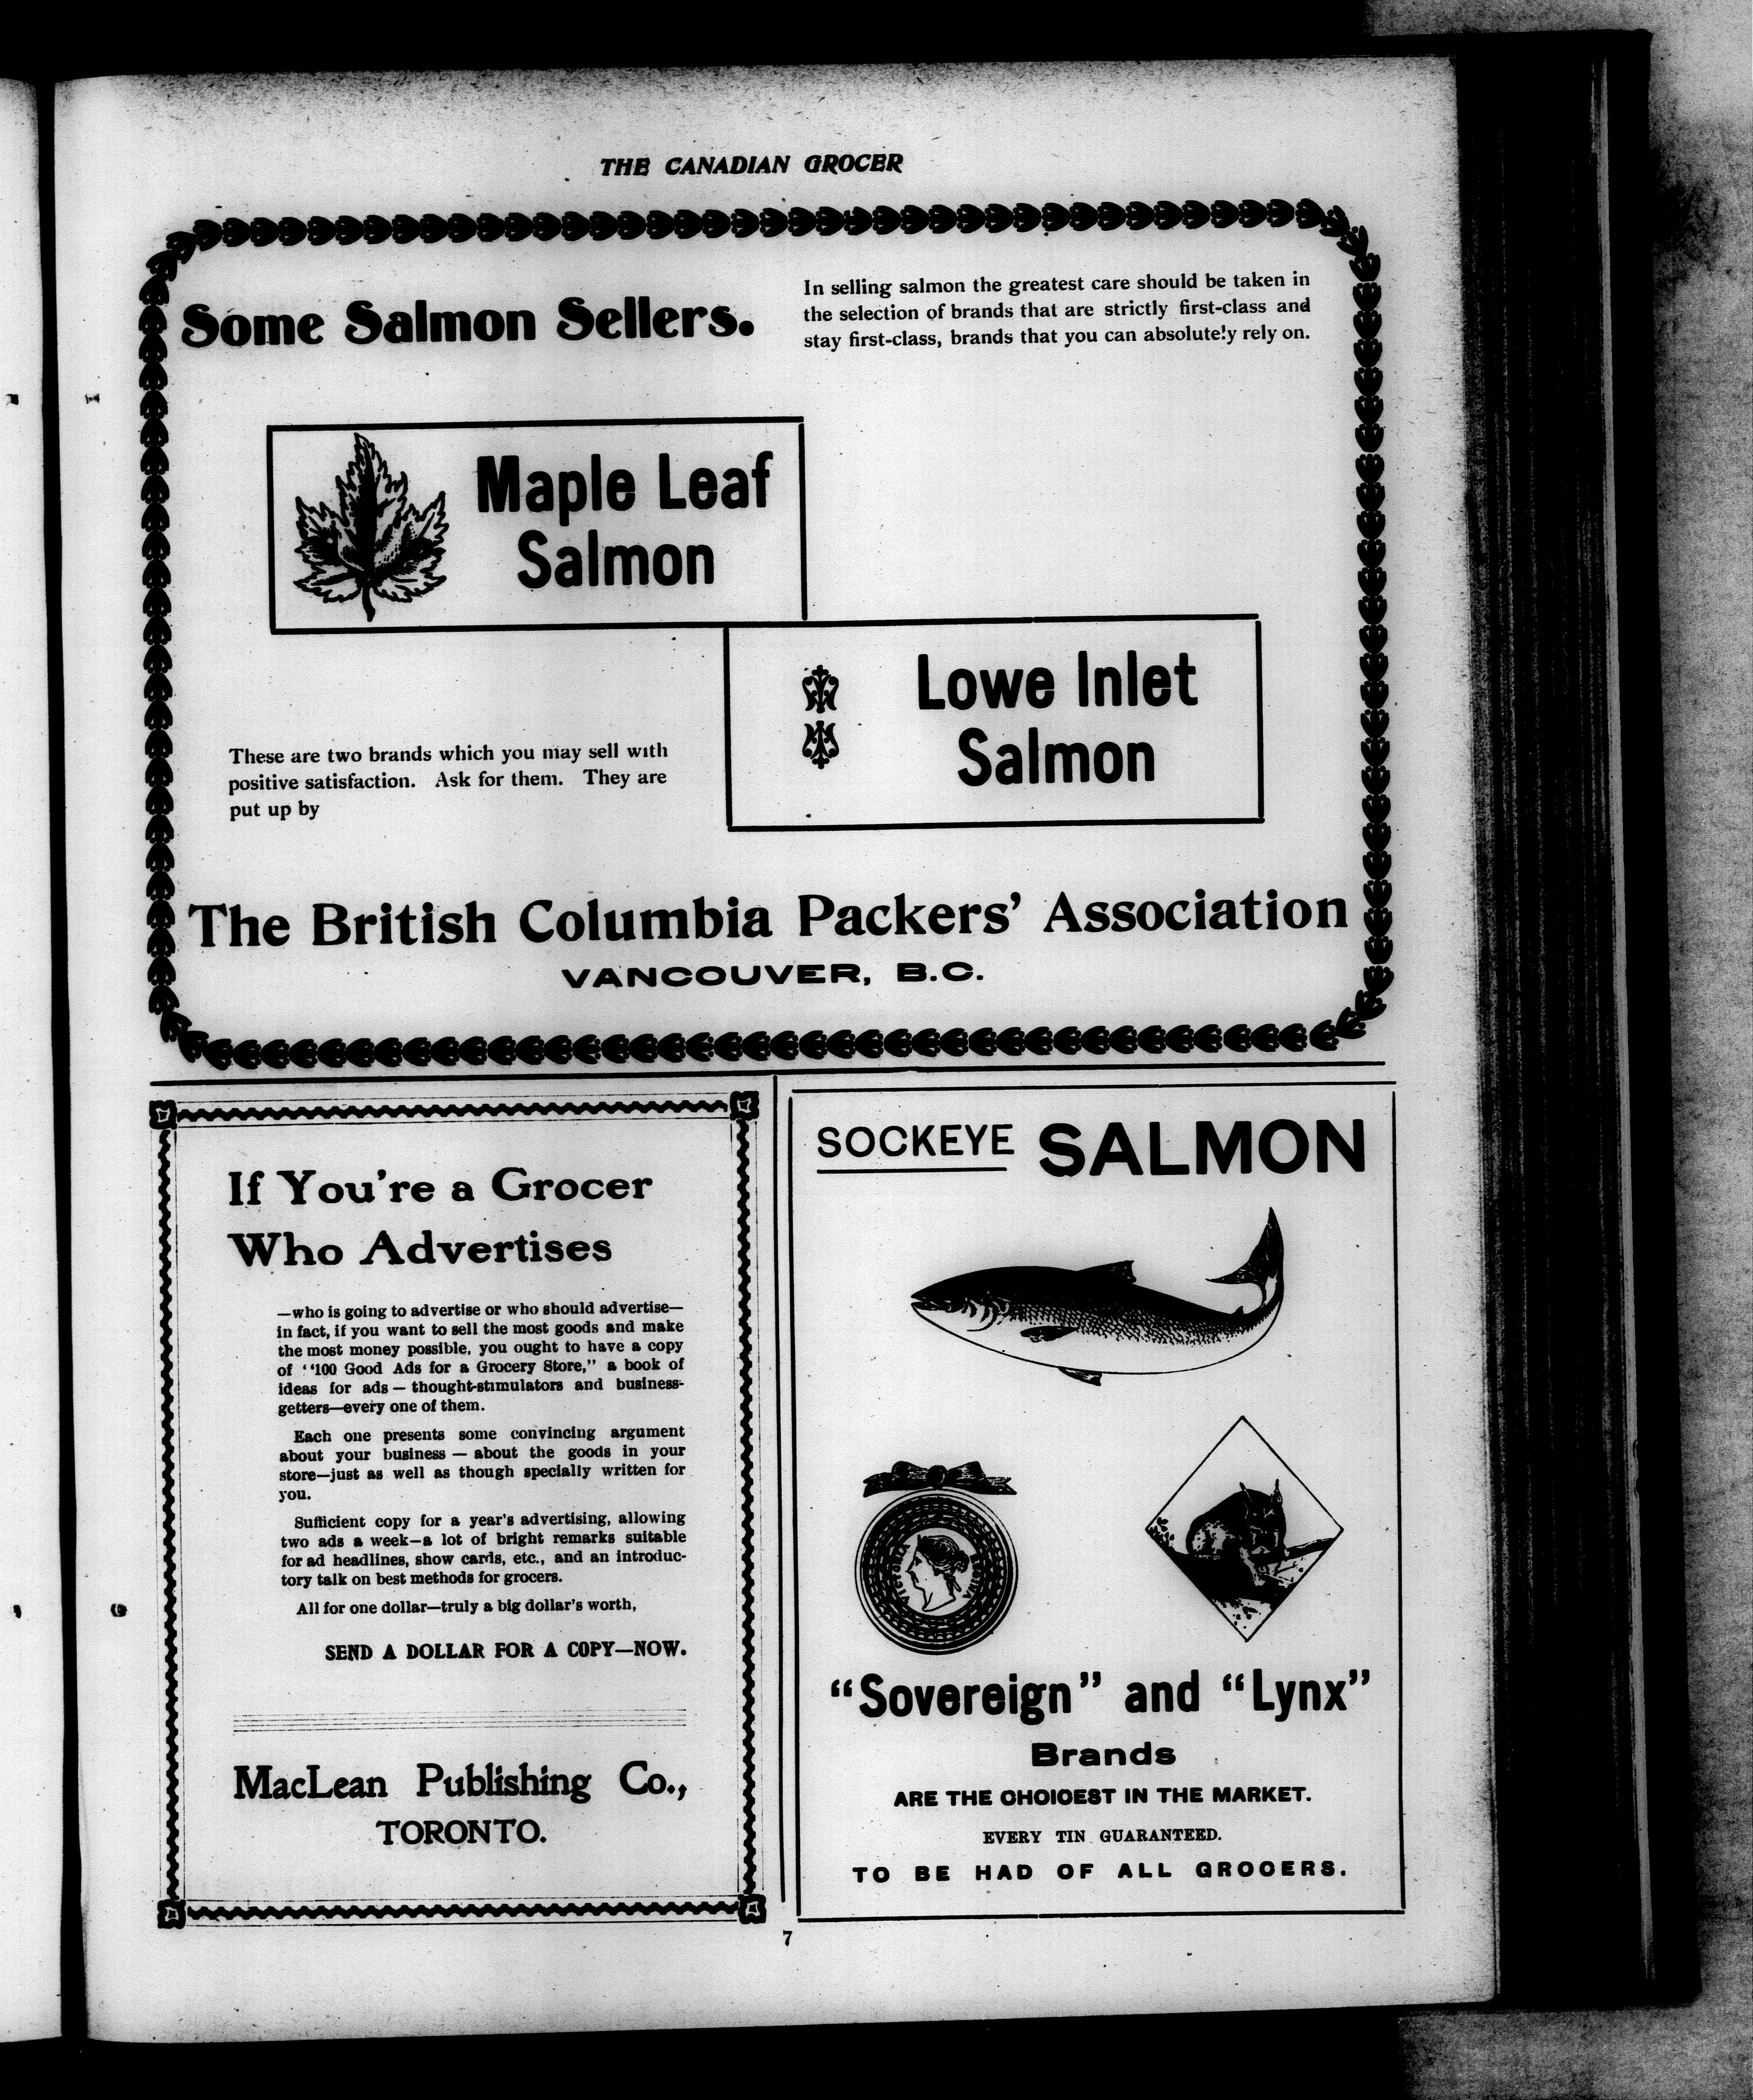 THE CANADIAN GROCER
Some Salmon Sellers.
In selling salmon the greatest care should be taken in
the selection of brands that are strictly first-class and
stay first-class, brands that you can absolutely rely on.
Maple Leaf
Salmon
Lowe Inlet
Salmon
These are two brands which you may sell with
positive satisfaction. Ask for them. They are
put up by
The British Columbia Packers' Association
VANCOUVER, B.C.
If You're a Grocer
Who Advertises
—who is going to advertise or who should advertise—
in fact, if you want to sell the most goods and make
the most money possible, you ought to have a copy
of "100 Good Ads for a Grocery Store," a book of
ideas for ads — thought-stimulators and business-
getters—every one of them.
Each one presents some convincing argument
about your business — about the goods in your
store—just as well as though specially written for
you.
Sufficient copy for a year's advertising, allowing
two ads a week—a lot of bright remarks suitable
for ad headlines, show cards, etc., and an introduc-
tory talk on best methods for grocers.
All for one dollar—truly a big dollar's worth,
SEND A DOLLAR FOR A COPY—NOW.
MacLean Publishing Co.,
TORONTO.
SOCKEYE SALMON
VICTORIA REGINA
"Sovereign" and "Lynx"
Brands
ARE THE CHOICEST IN THE MARKET.
EVERY TIN GUARANTEED.
TO BE HAD OF ALL GROCERS.
7